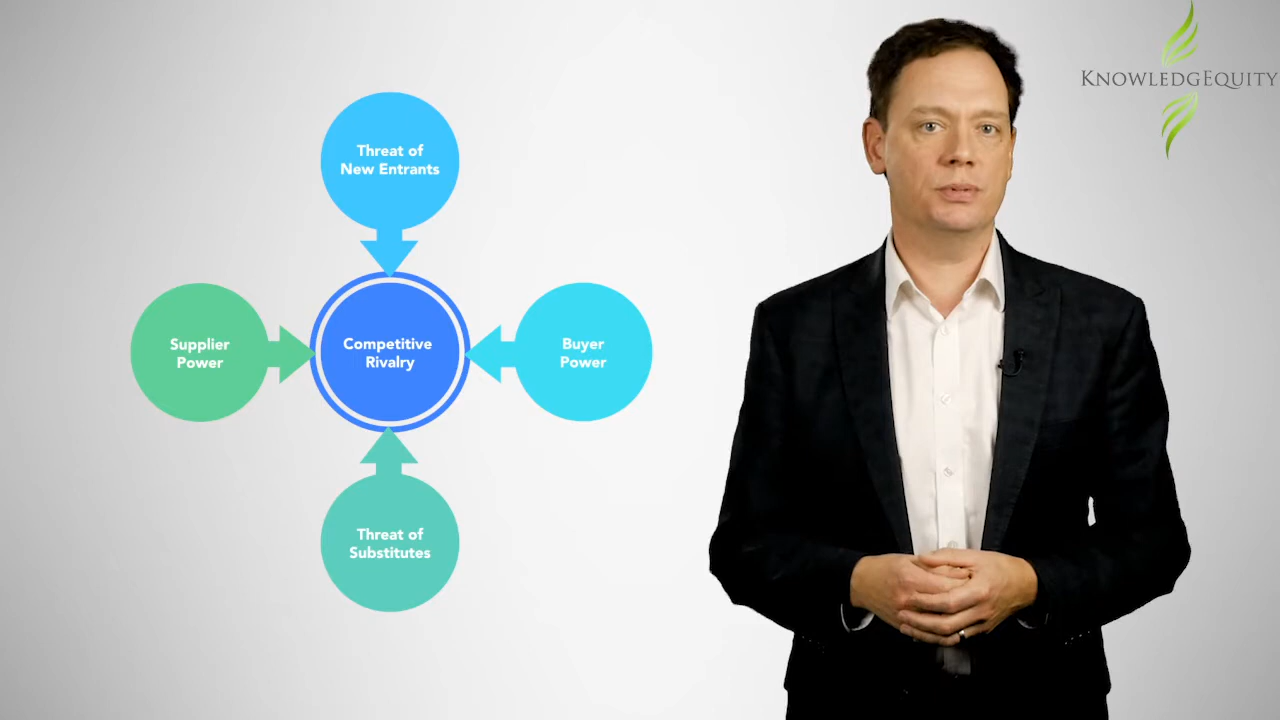 KNOWLEDGEQUITY
Threat of
New Entrants
Supplier
Power
Competitive
Rivalry
Buyer
Power
Threat of
Substitutes